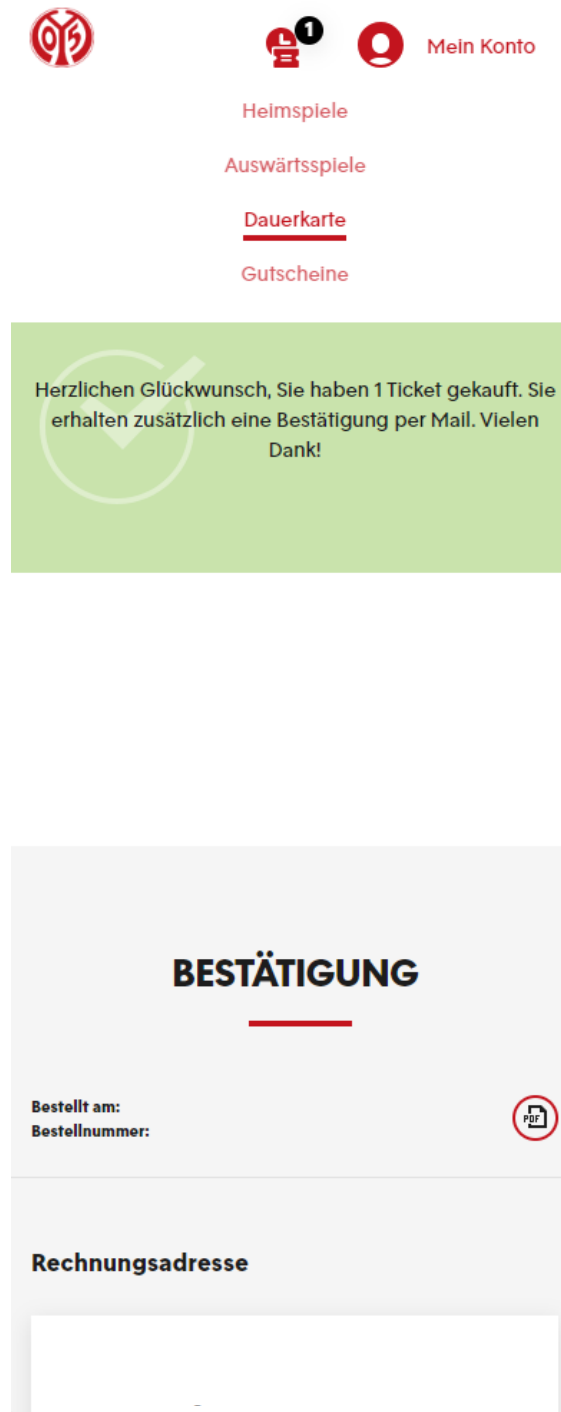 1
Mein Konto
Heimspiele
Auswärtsspiele
Dauerkarte
Gutscheine
Herzlichen Glückwunsch, Sie haben 1 Ticket gekauft. Sie
erhalten zusätzlich eine Bestätigung per Mail. Vielen
Dank!
BESTÄTIGUNG
Bestellt am:
Bestellnummer:
PDF
Rechnungsadresse